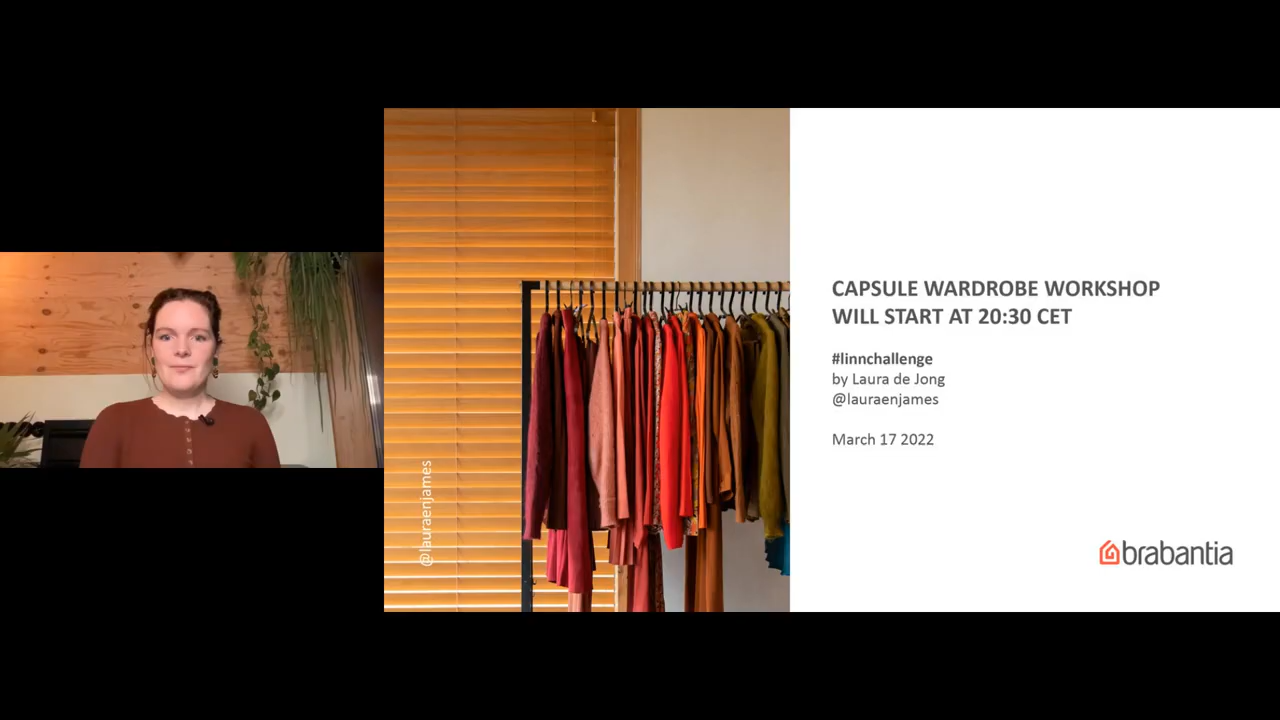 @lauraenjames
CAPSULE WARDROBE WORKSHOP
WILL START AT 20:30 CET
#linnchallenge
by Laura de Jong
@lauraenjames
March 17 2022
brabantia